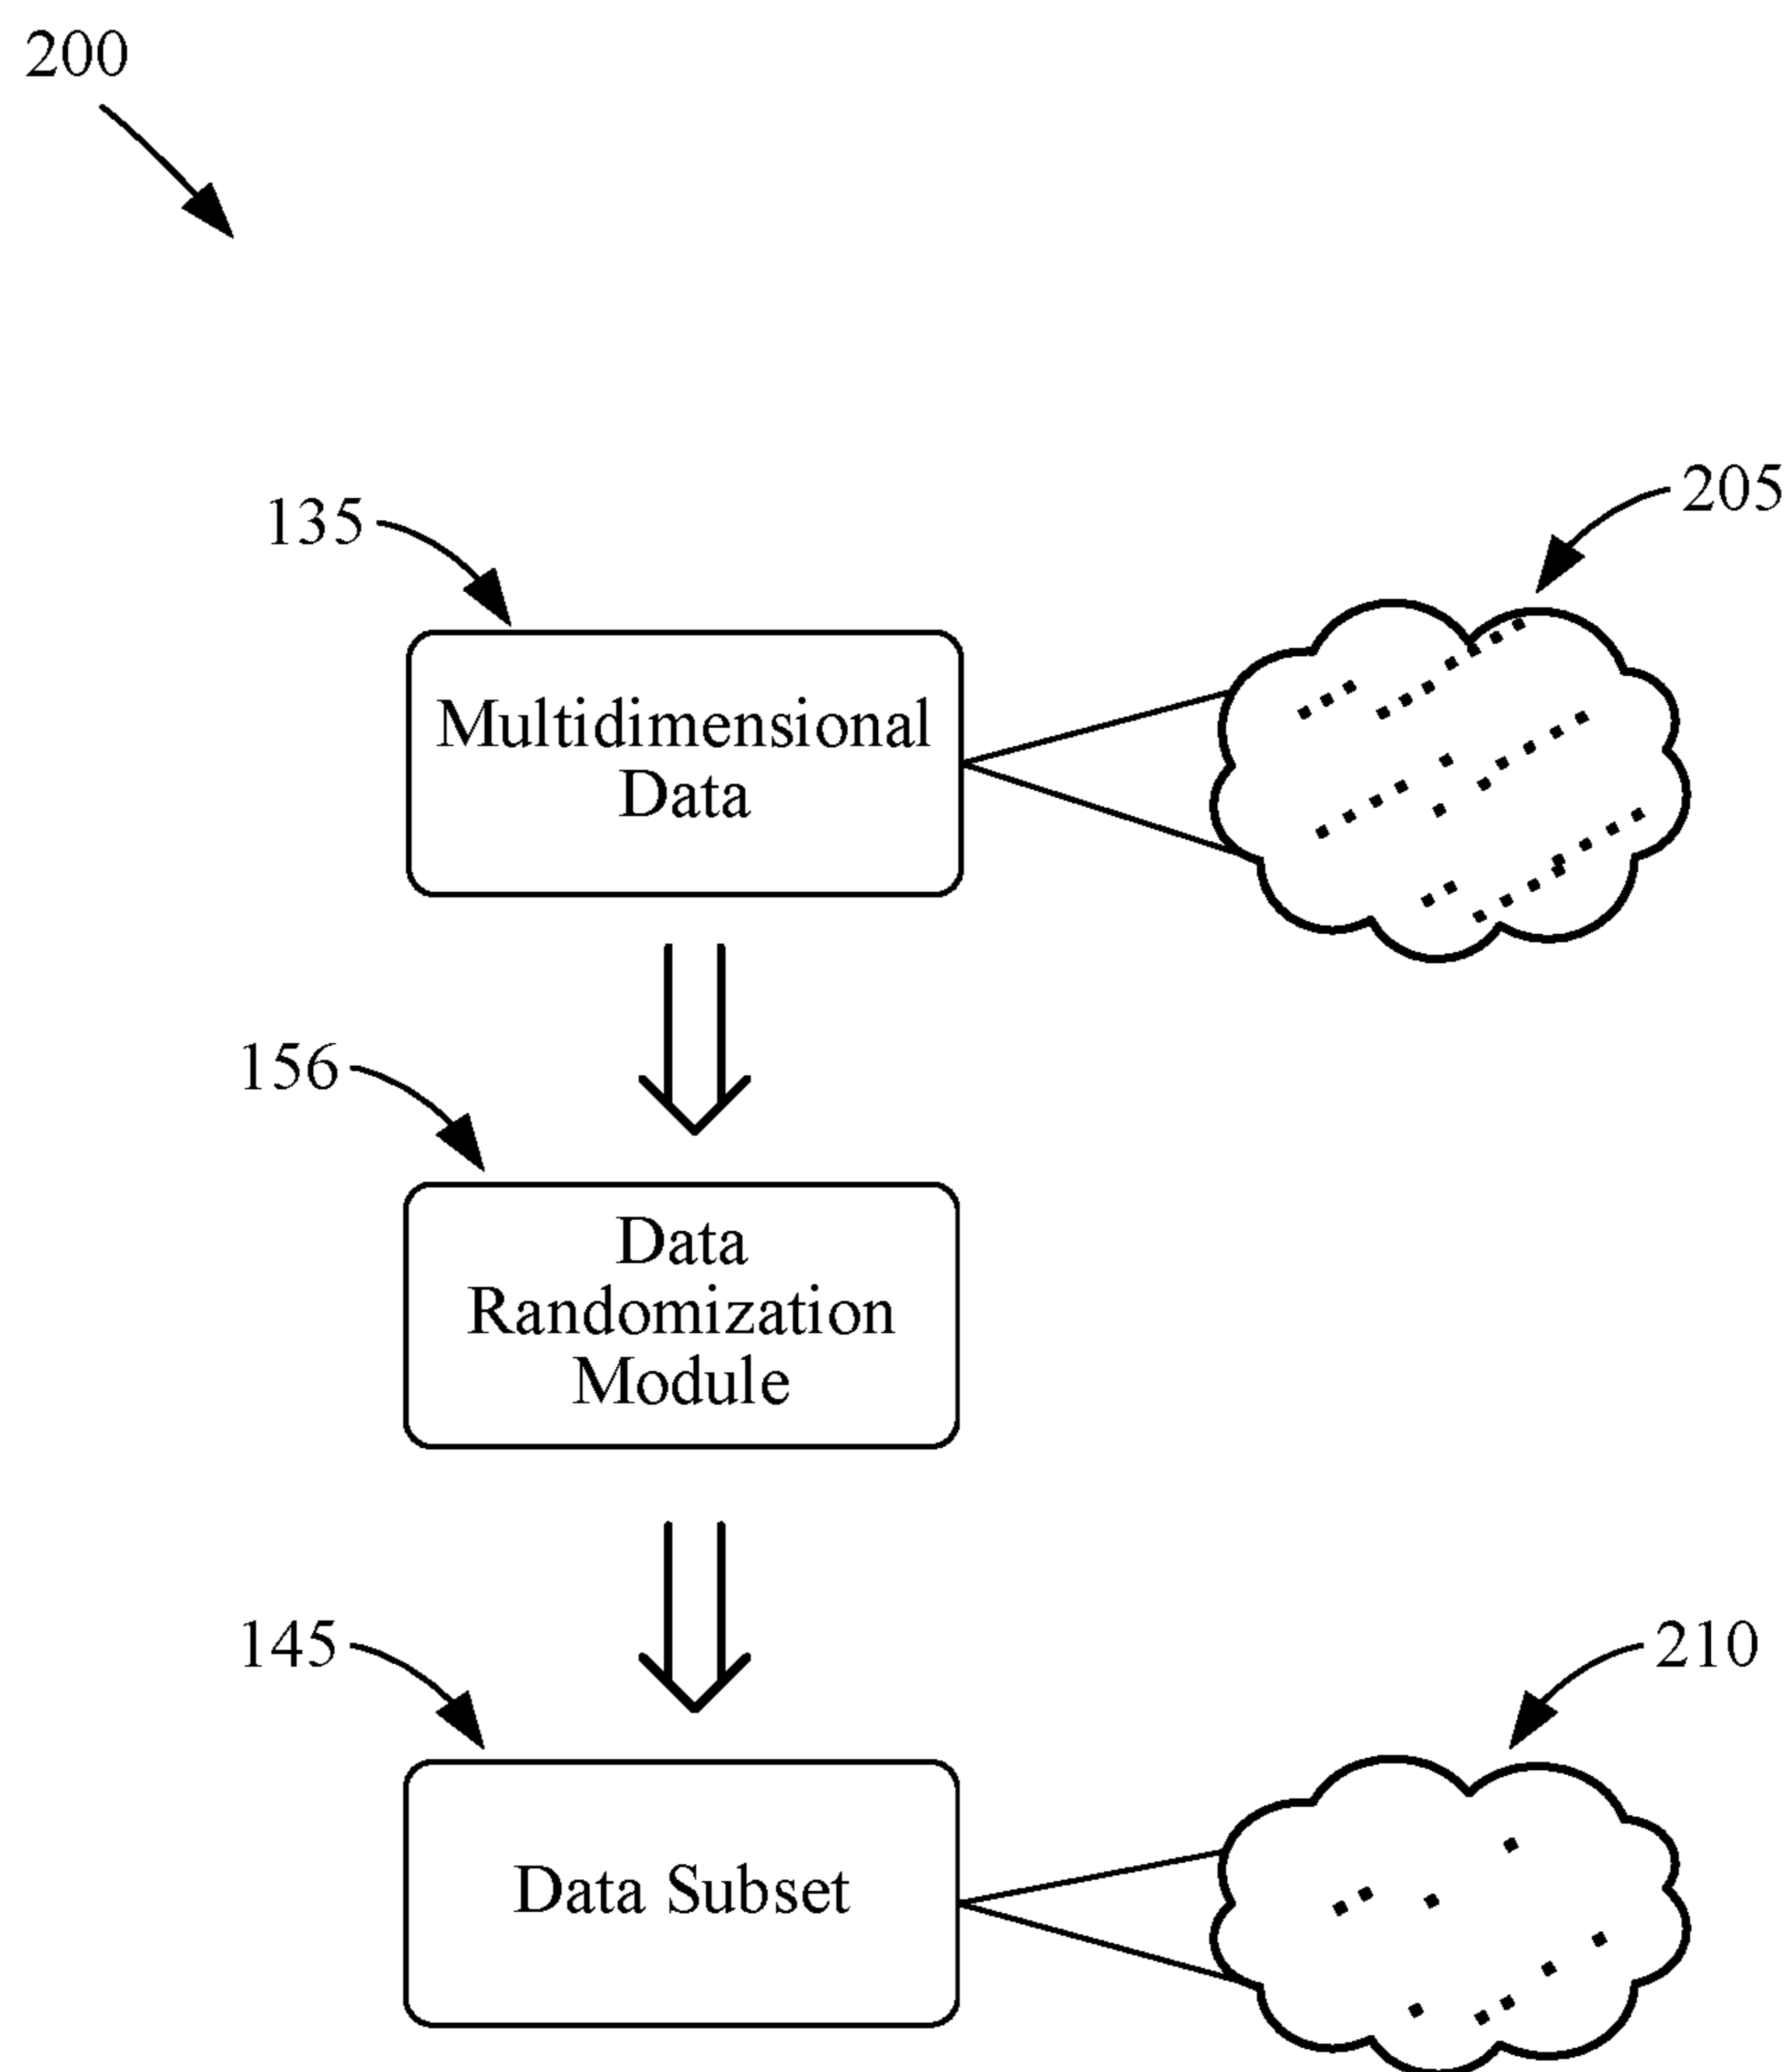 200
205
135
Multidimensional
Data
156
Data
Randomization
Module
145
210
Data Subset